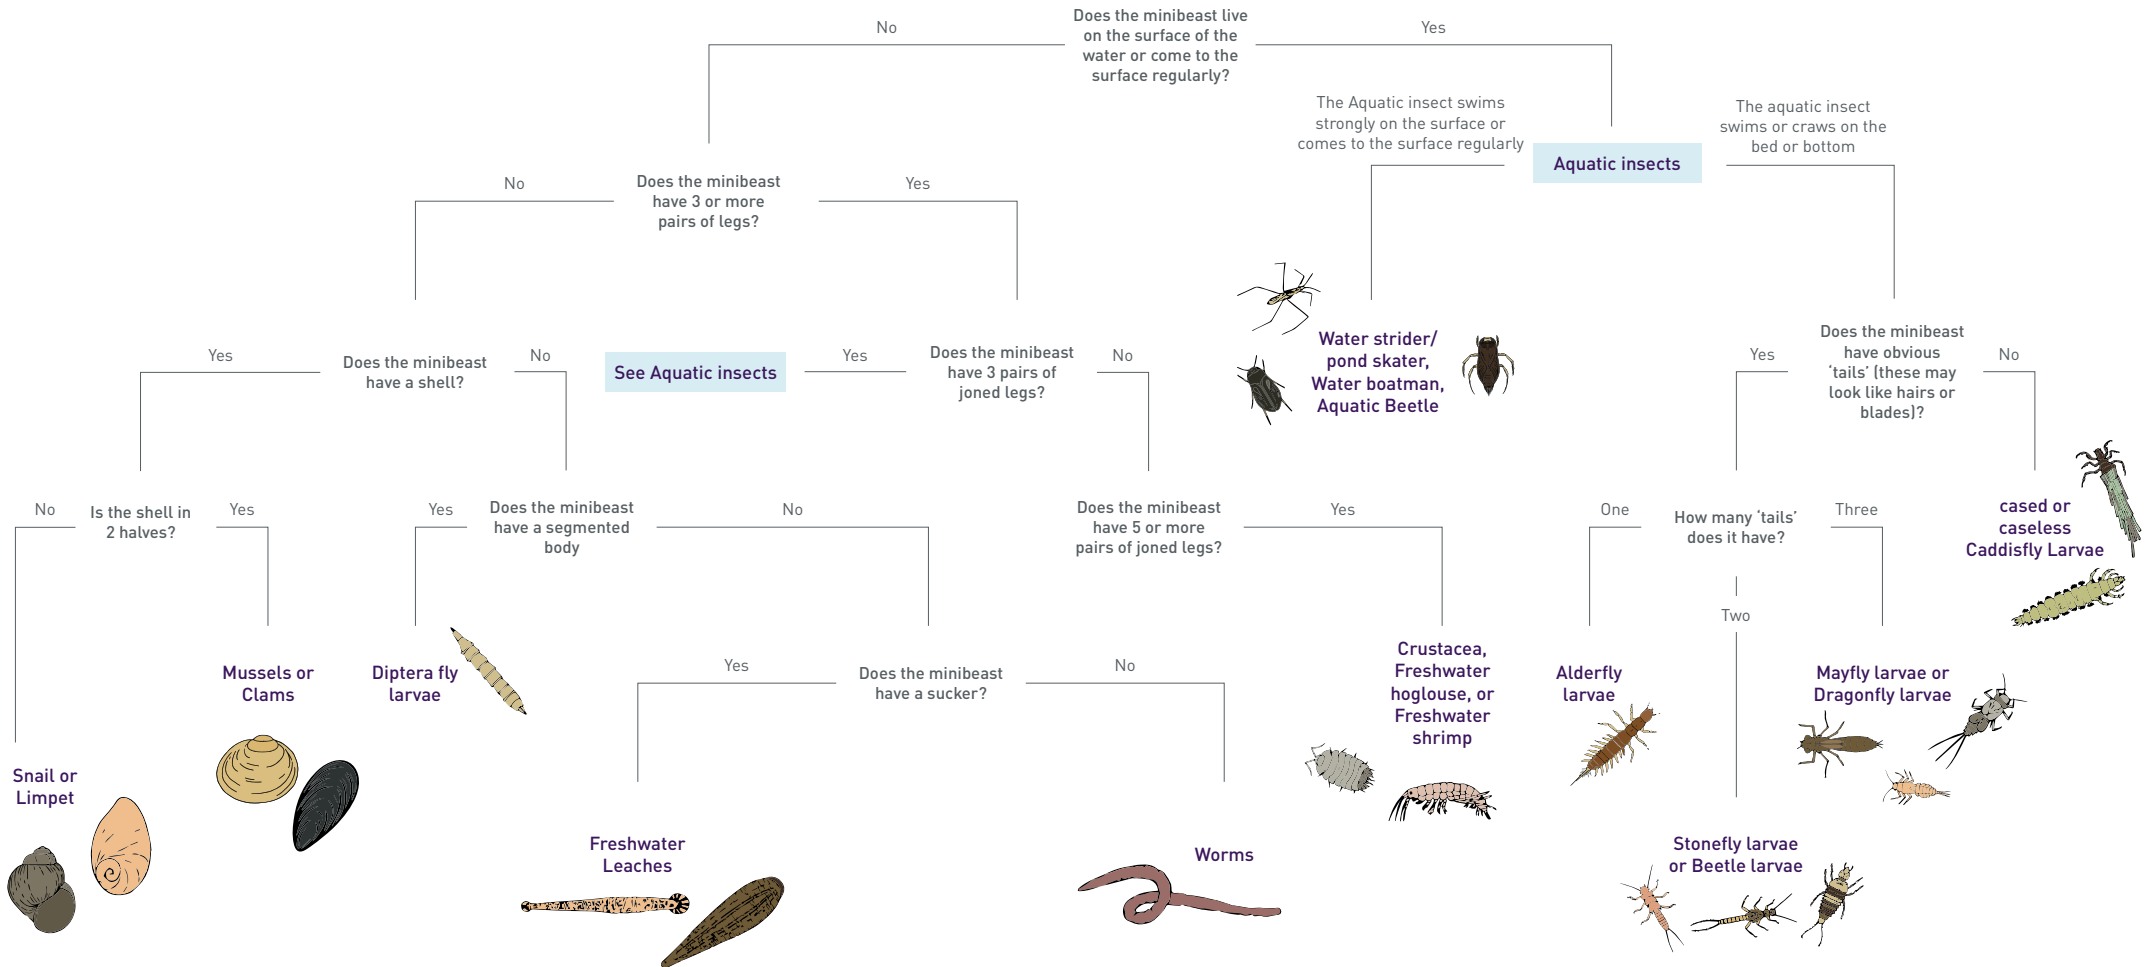 Does the minibeast live
on the surface of the
water or come to the
surface regularly?
No
Yes
The Aquatic insect swims
strongly on the surface or
comes to the surface regularly
Aquatic insects
The aquatic insect
swims or craws on the
bed or bottom
No
Does the minibeast
have 3 or more
pairs of legs?
Yes
Yes
Does the minibeast
have a shell?
No
See Aquatic insects
Yes
Does the minibeast
have 3 pairs of
joned legs?
No
Water strider/
pond skater,
Water boatman,
Aquatic Beetle
Yes
Does the minibeast
have obvious
‘tails’ (these may
look like hairs or
blades)?
No
No
Is the shell in
2 halves?
Yes
Yes
Does the minibeast
have a segmented
body
No
Does the minibeast
have 5 or more
pairs of joned legs?
Yes
One
How many ‘tails’
does it have?
Three
Two
cased or
caseless
Caddisfly Larvae
Mussels or
Clams
Diptera fly
larvae
Yes
Does the minibeast
have a sucker?
No
Crustacea,
Freshwater
hoglouse, or
Freshwater
shrimp
Alderfly
larvae
Mayfly larvae or
Dragonfly larvae
Snail or
Limpet
Freshwater
Leaches
Worms
Stonefly larvae
or Beetle larvae